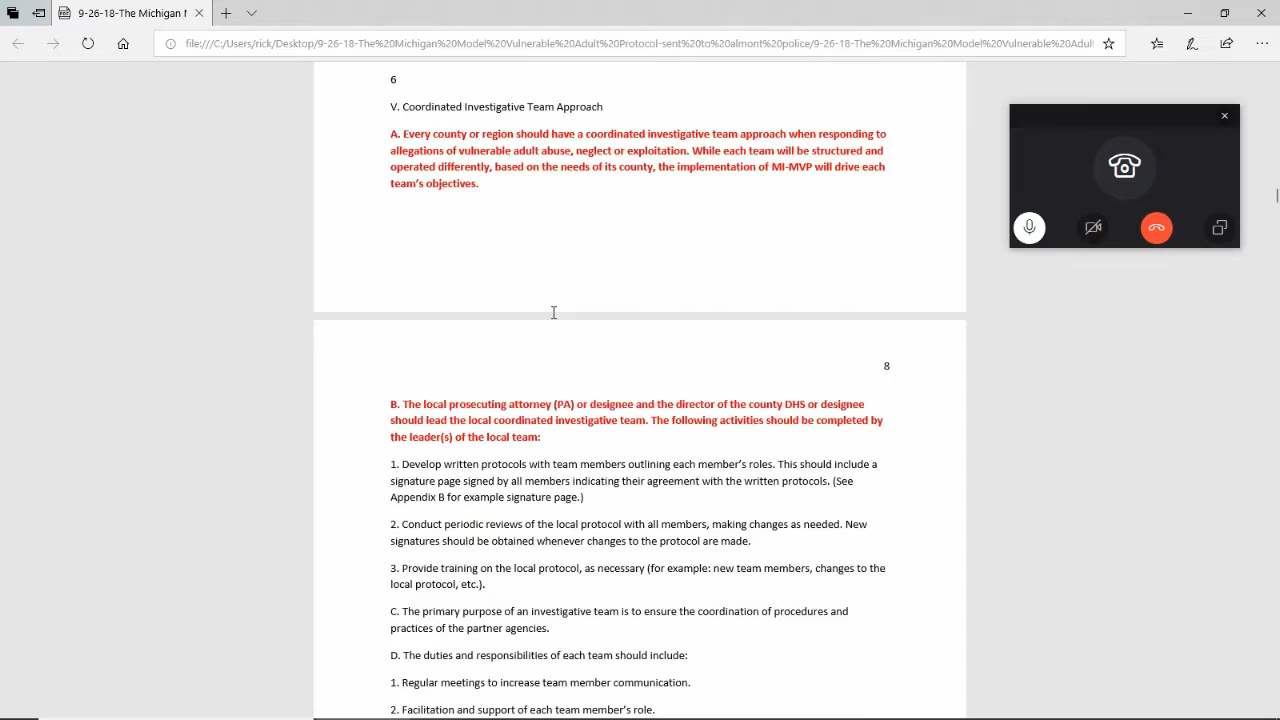 9-26-18-The Michigan M
file:///C:/Users/rick/Desktop/9-26-18-The%20Michigan%20Model%20Vulnerable%20Adult%20Protocol-sent%20to%20almont%20police/9-26-18-The%20Michigan%20Model%20Vulnerable%20Adul
6
V. Coordinated Investigative Team Approach
A. Every county or region should have a coordinated investigative team approach when responding to
allegations of vulnerable adult abuse, neglect or exploitation. While each team will be structured and
operated differently, based on the needs of its county, the implementation of MI-MVP will drive each
team's objectives.
8
B. The local prosecuting attorney (PA) or designee and the director of the county DHS or designee
should lead the local coordinated investigative team. The following activities should be completed by
the leader(s) of the local team:
1. Develop written protocols with team members outlining each member's roles. This should include a
signature page signed by all members indicating their agreement with the written protocols. (See
Appendix B for example signature page.)
2. Conduct periodic reviews of the local protocol with all members, making changes as needed. New
signatures should be obtained whenever changes to the protocol are made.
3. Provide training on the local protocol, as necessary (for example: new team members, changes to the
local protocol, etc.).
C. The primary purpose of an investigative team is to ensure the coordination of procedures and
practices of the partner agencies.
D. The duties and responsibilities of each team should include:
1. Regular meetings to increase team member communication.
2. Facilitation and support of each team member's role.